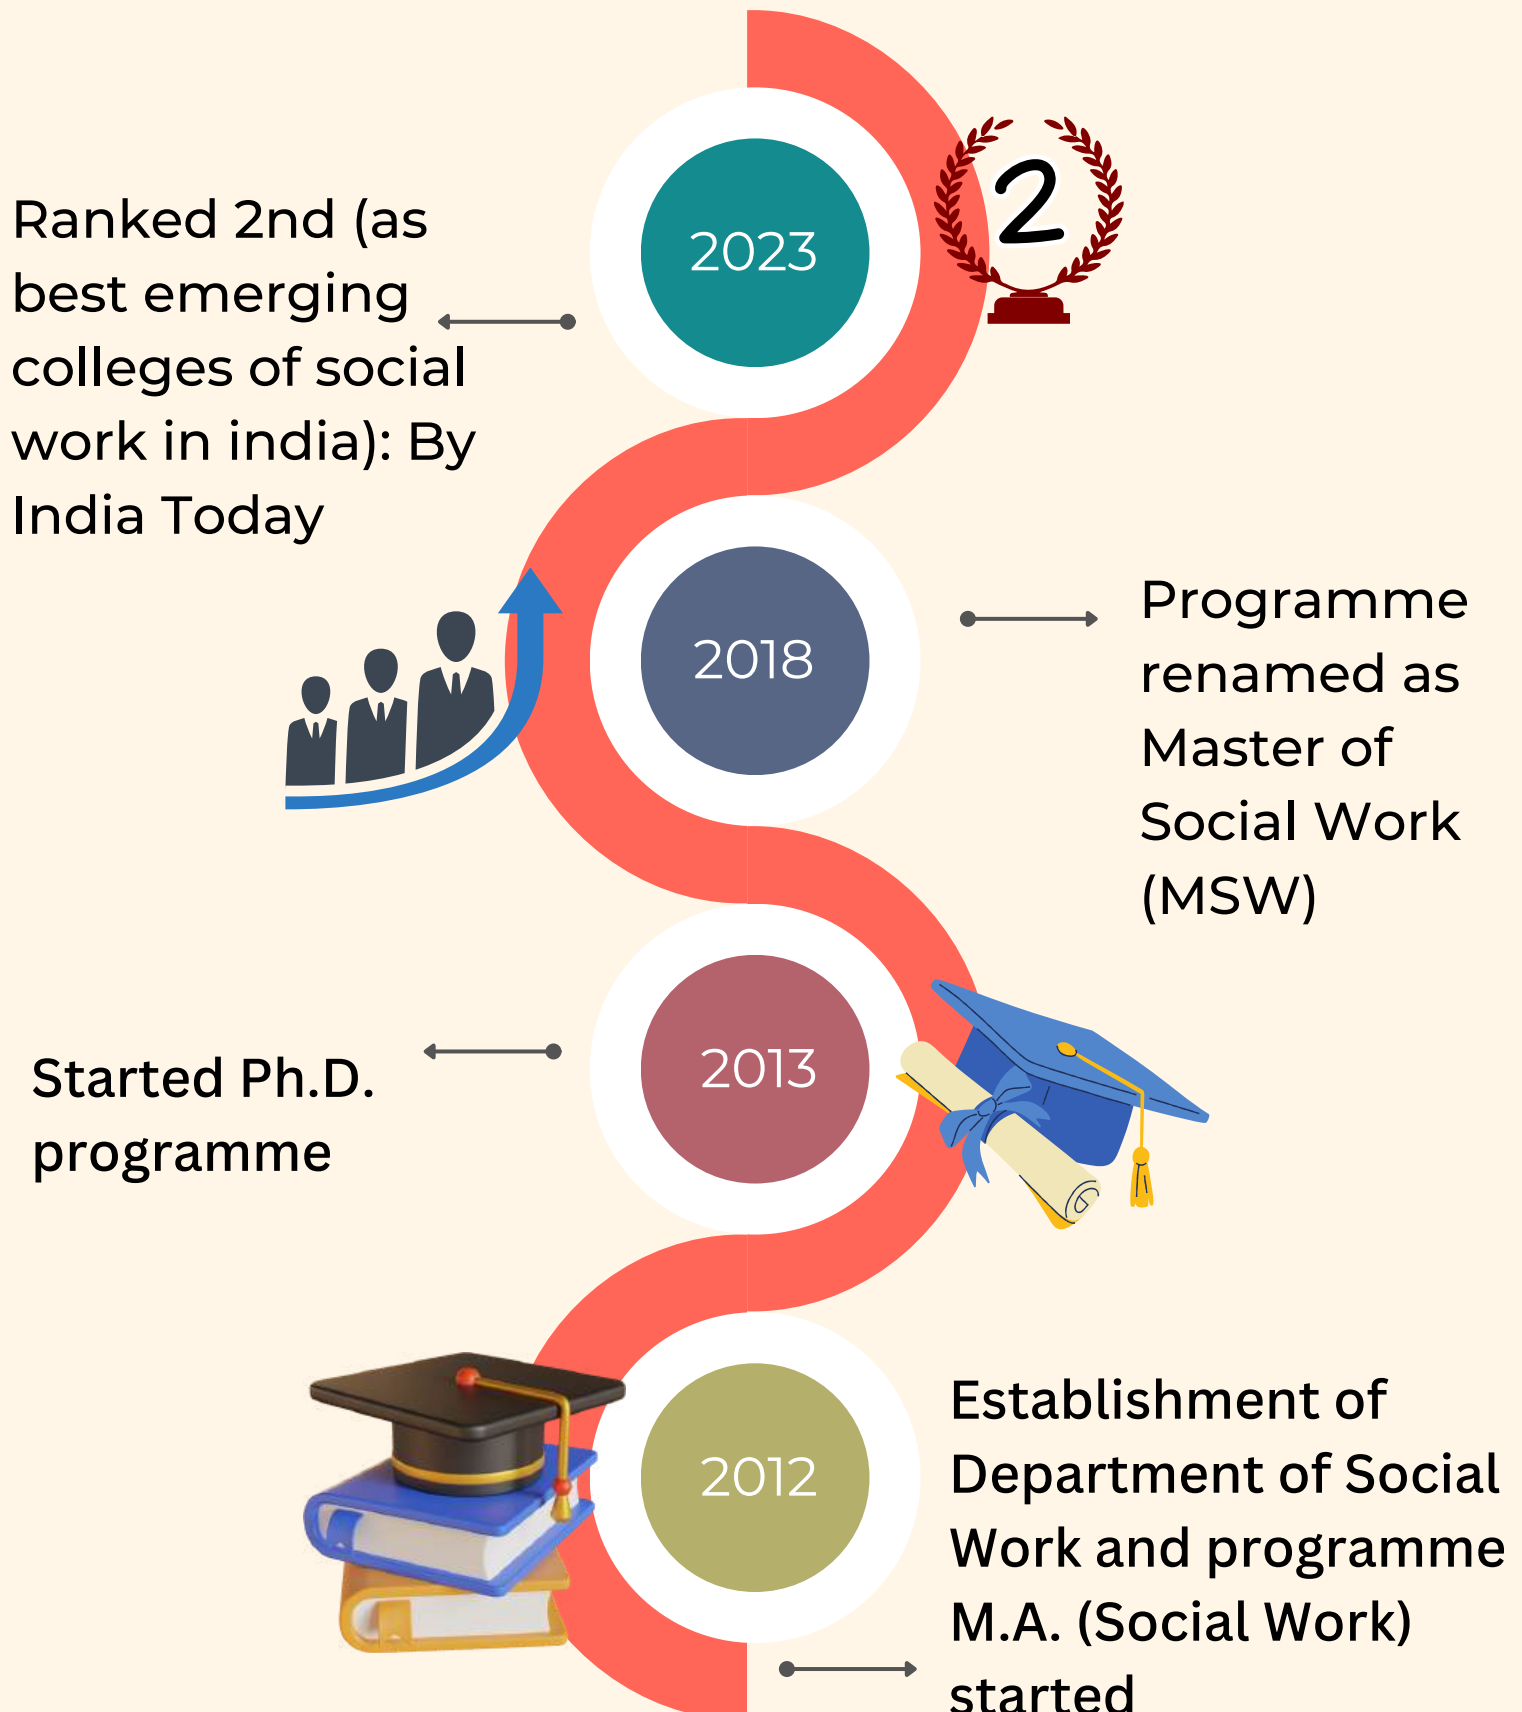 2023
2
Ranked 2nd (as
best emerging
colleges of social
work in india): By
India Today
2018
Programme
renamed as
Master of
Social Work
(MSW)
2013
Started Ph.D.
programme
2012
Establishment of
Department of Social
Work and programme
M.A. (Social Work)
started